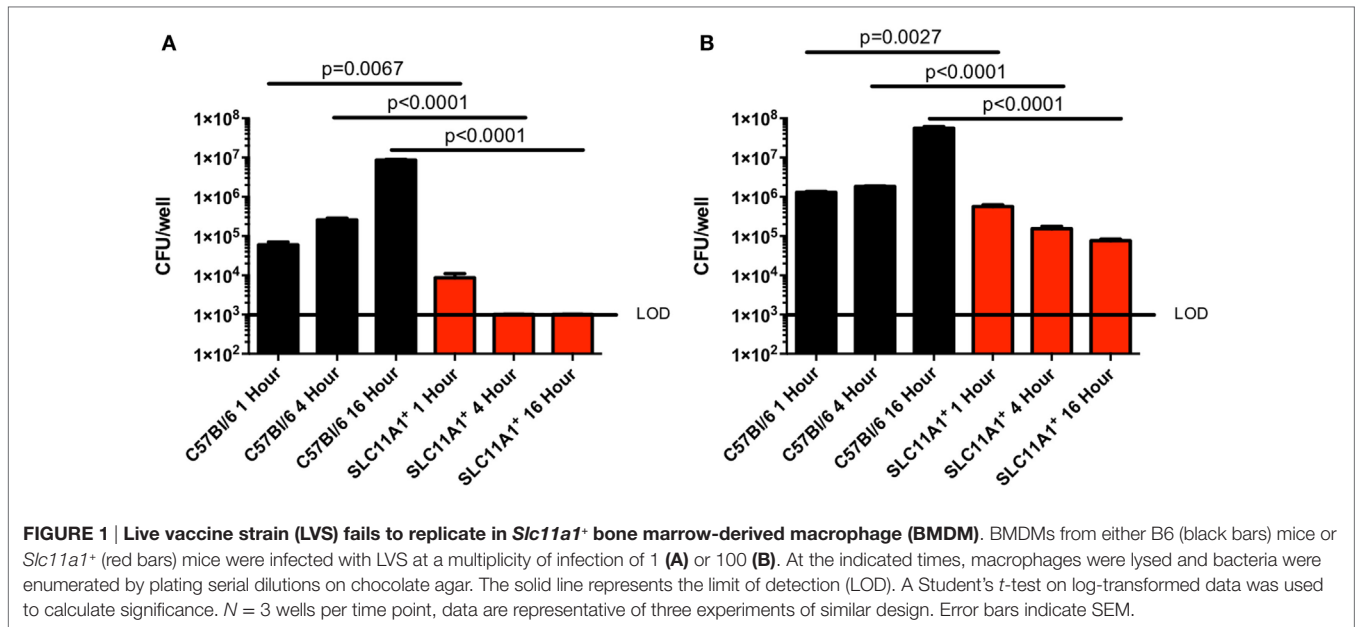 A
p=0.0067
p<0.0001
p<0.0001
1×10⁸
1×10⁷
1×10⁶
1×10⁵
1×10⁴
1×10³
1×10²
CFU/well
LOD
C57Bl/6 1 Hour
C57Bl/6 4 Hour
C57Bl/6 16 Hour
SLC11A1⁺ 1 Hour
SLC11A1⁺ 4 Hour
SLC11A1⁺ 16 Hour
B
p=0.0027
p<0.0001
p<0.0001
1×10⁸
1×10⁷
1×10⁶
1×10⁵
1×10⁴
1×10³
1×10²
CFU/well
LOD
C57Bl/6 1 Hour
C57Bl/6 4 Hour
C57Bl/6 16 Hour
SLC11A1⁺ 1 Hour
SLC11A1⁺ 4 Hour
SLC11A1⁺ 16 Hour
FIGURE 1 | Live vaccine strain (LVS) fails to replicate in Slc11a1⁺ bone marrow-derived macrophage (BMDM). BMDMs from either B6 (black bars) mice or
Slc11a1⁺ (red bars) mice were infected with LVS at a multiplicity of infection of 1 (A) or 100 (B). At the indicated times, macrophages were lysed and bacteria were
enumerated by plating serial dilutions on chocolate agar. The solid line represents the limit of detection (LOD). A Student's t-test on log-transformed data was used
to calculate significance. N = 3 wells per time point, data are representative of three experiments of similar design. Error bars indicate SEM.